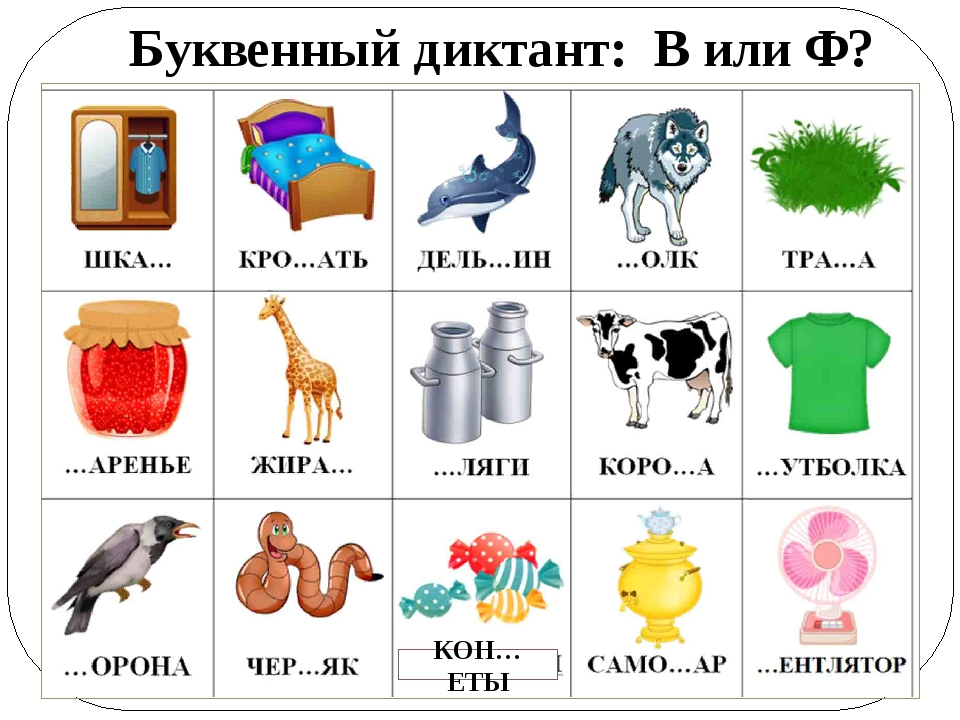 Буквенный диктант: В или Ф?
ШКА… КРО…АТЬ ДЕЛЬ…ИН …ОЛК ТРА…А
…АРЕНЬЕ ЖИРА… ….ЛЯГИ КОРО…А …УТБОЛКА
…ОРОНА ЧЕР…ЯК КОН… САМО…АР …ЕНТЛЯТОР
ЕТЫ